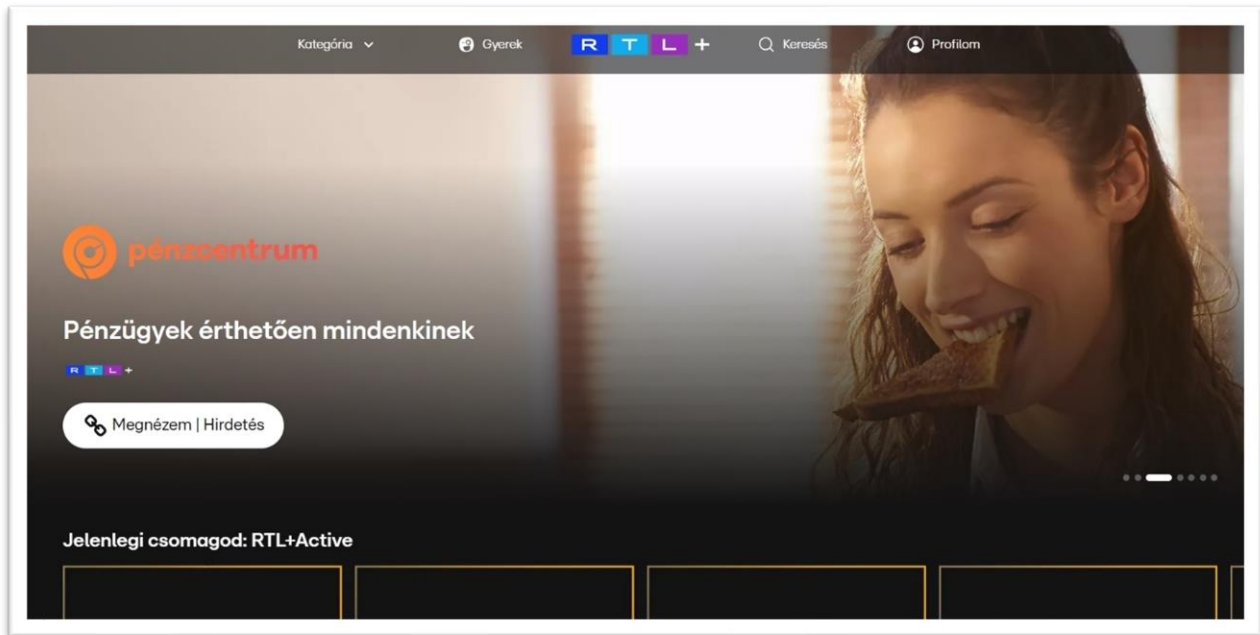 Kategória
Gyerek
RTL+
Keresés
Profilom
pénzcentrum
Pénzügyek érthetően mindenkinek
RTL+
Megnézem | Hirdetés
Jelenlegi csomagod: RTL+Active